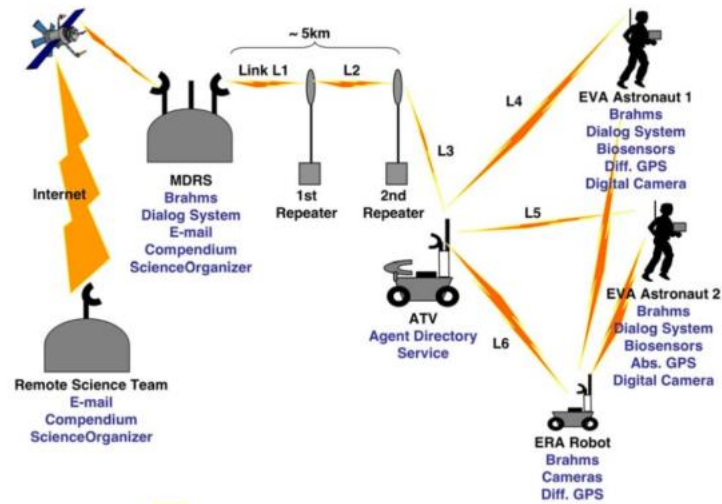 ~ 5km
Link L1
L2
L3
L4
L5
L6
Internet
MDRS
Brahms
Dialog System
E-mail
Compendium
ScienceOrganizer
1st
Repeater
2nd
Repeater
EVA Astronaut 1
Brahms
Dialog System
Biosensors
Diff. GPS
Digital Camera
ATV
Agent Directory
Service
EVA Astronaut 2
Brahms
Dialog System
Biosensors
Abs. GPS
Digital Camera
Remote Science Team
E-mail
Compendium
ScienceOrganizer
ERA Robot
Brahms
Cameras
Diff. GPS